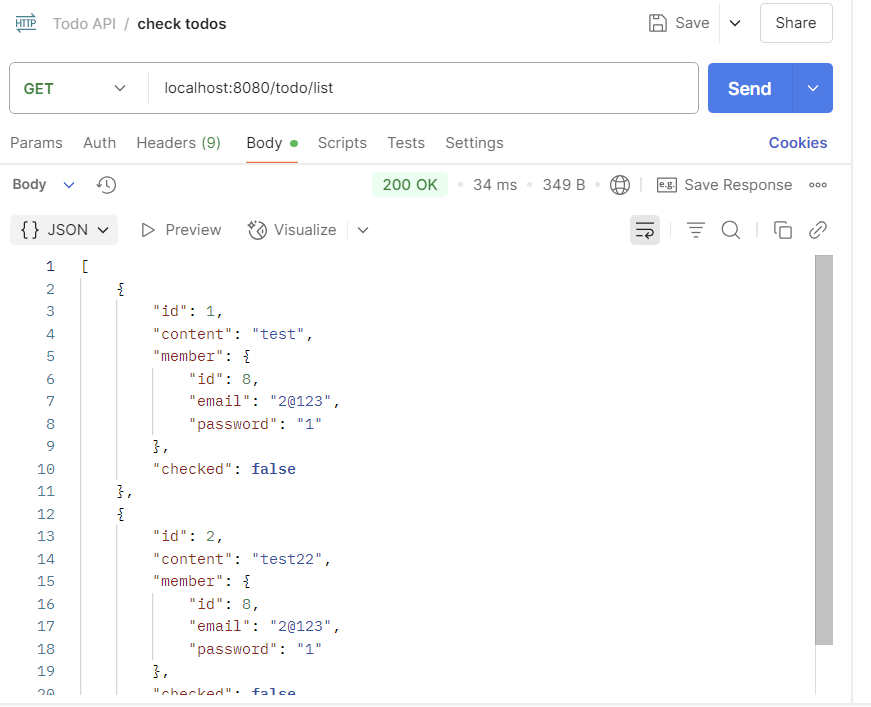 HTTP Todo API / check todos Save Share
GET localhost:8080/todo/list Send
Params Auth Headers (9) Body Scripts Tests Settings Cookies
Body 200 OK 34 ms 349 B e.g. Save Response
{} JSON Preview Visualize
1 [
2 {
3 "id": 1,
4 "content": "test",
5 "member": {
6 "id": 8,
7 "email": "2@123",
8 "password": "1"
9 },
10 "checked": false
11 },
12 {
13 "id": 2,
14 "content": "test22",
15 "member": {
16 "id": 8,
17 "email": "2@123",
18 "password": "1"
19 },
20 "checked": false